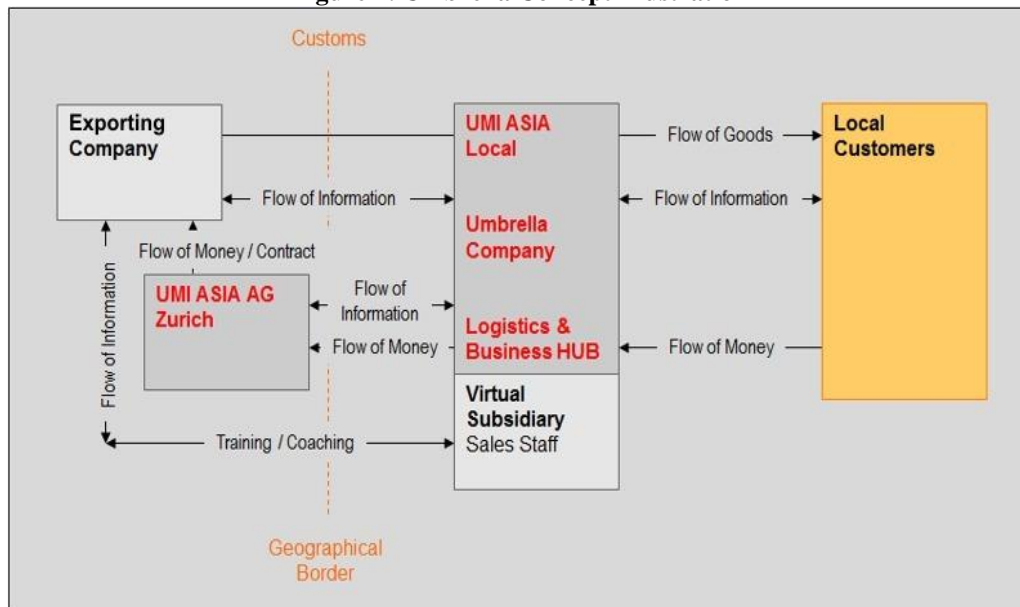 Customs
Exporting
Company
UMI ASIA
Local
Flow of Goods
Local
Customers
Flow of Information
Flow of Information
Umbrella
Company
Flow of Money / Contract
Flow of Information
UMI ASIA AG
Zurich
Flow of
Information
Logistics &
Business HUB
Flow of Money
Flow of Money
Virtual
Subsidiary
Sales Staff
Training / Coaching
Geographical
Border